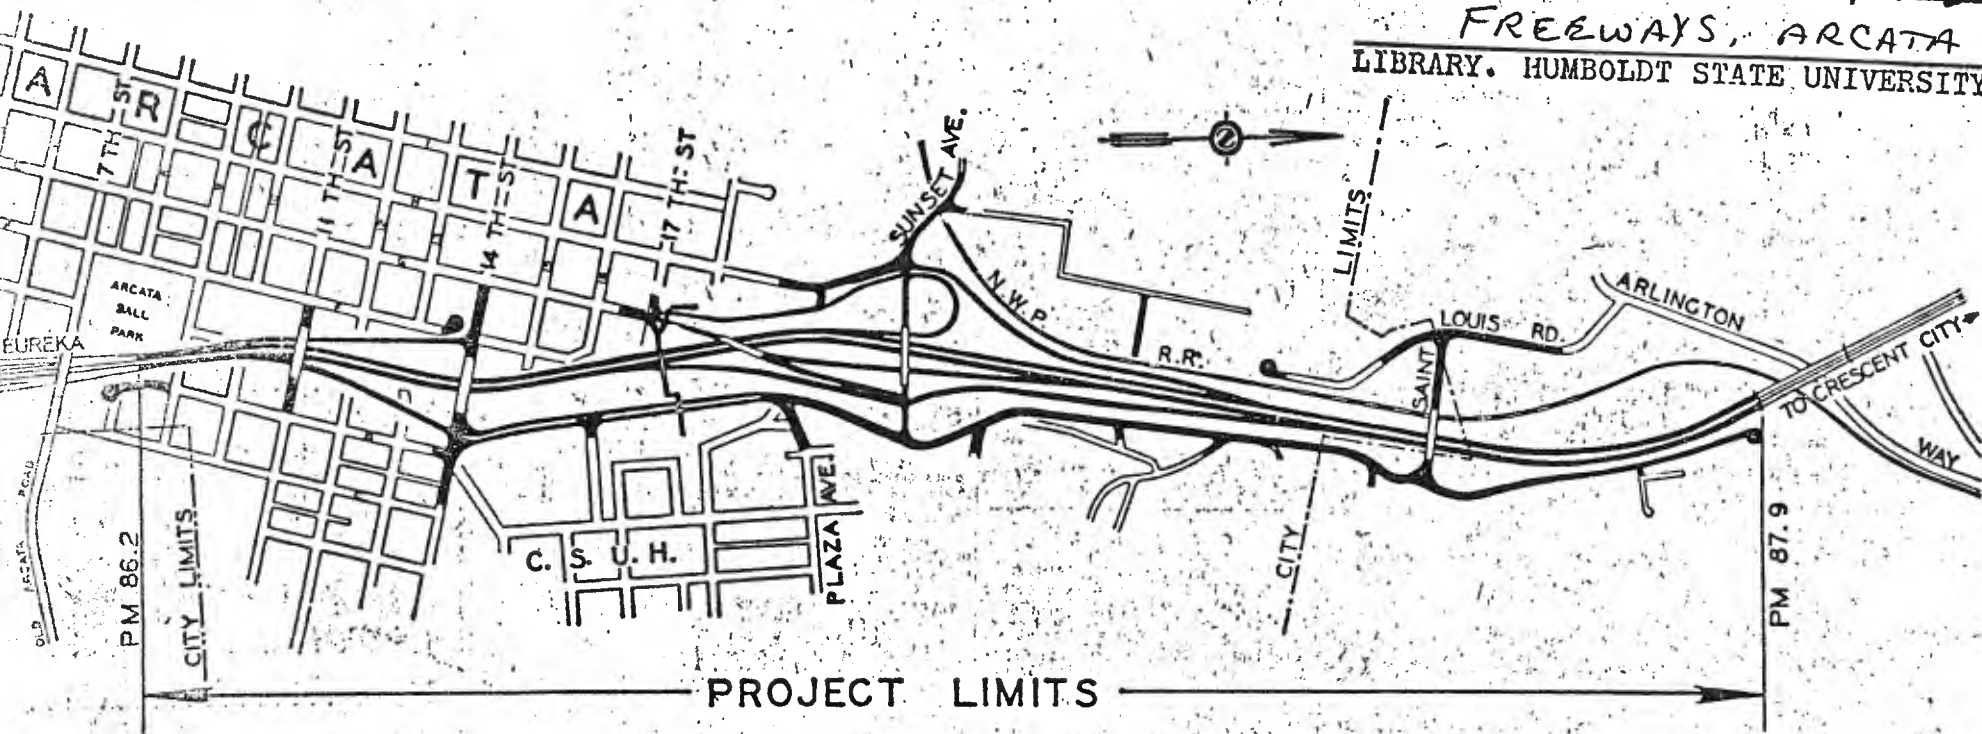 FREEWAYS, ARCATA
LIBRARY. HUMBOLDT STATE UNIVERSITY
ARCATA
7 TH ST
11 TH ST
14 TH ST
17 TH ST
SUNSET AVE.
N.W.P. R.R.
LIMITS
CITY
SAINT LOUIS RD.
ARLINGTON WAY
TO CRESCENT CITY
ARCATA
BALL
PARK
EUREKA
OLD ARCATA ROAD
PM 86.2
CITY LIMITS
C. S. U. H.
PLAZA AVE.
PM 87.9
PROJECT LIMITS